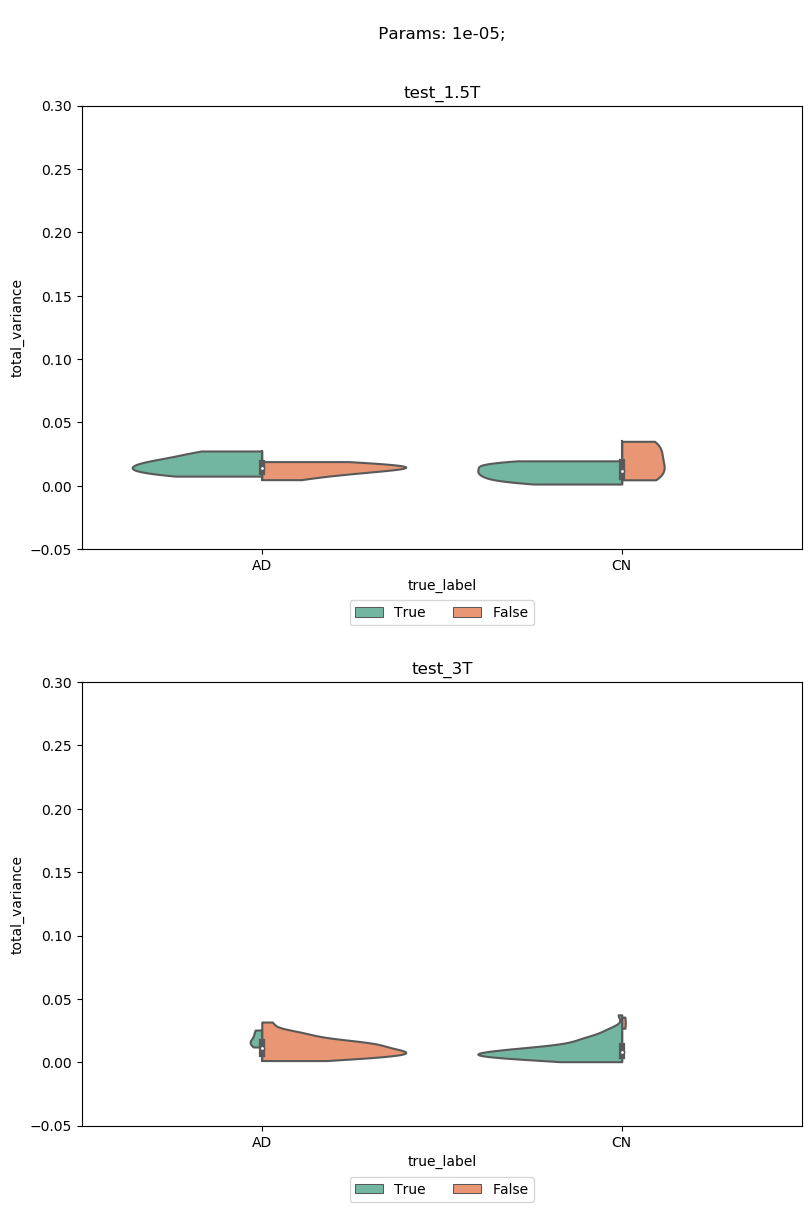 Params: 1e-05;
test_1.5T
0.30
0.25
0.20
0.15
0.10
0.05
0.00
−0.05
total_variance
AD CN
true_label
True False
test_3T
0.30
0.25
0.20
0.15
0.10
0.05
0.00
−0.05
total_variance
AD CN
true_label
True False